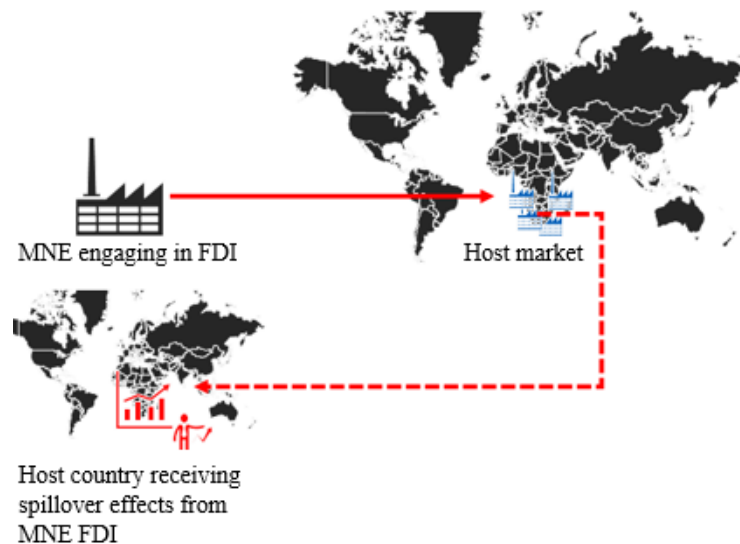 MNE engaging in FDI
Host market
Host country receiving
spillover effects from
MNE FDI